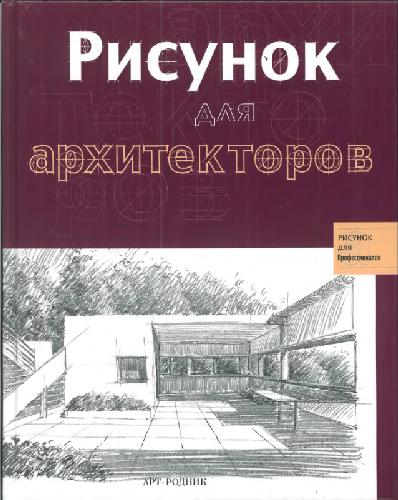 Рисунок
для
архитекторов
Рисунок
для
Профессионалов
АРТ-РОДНИК